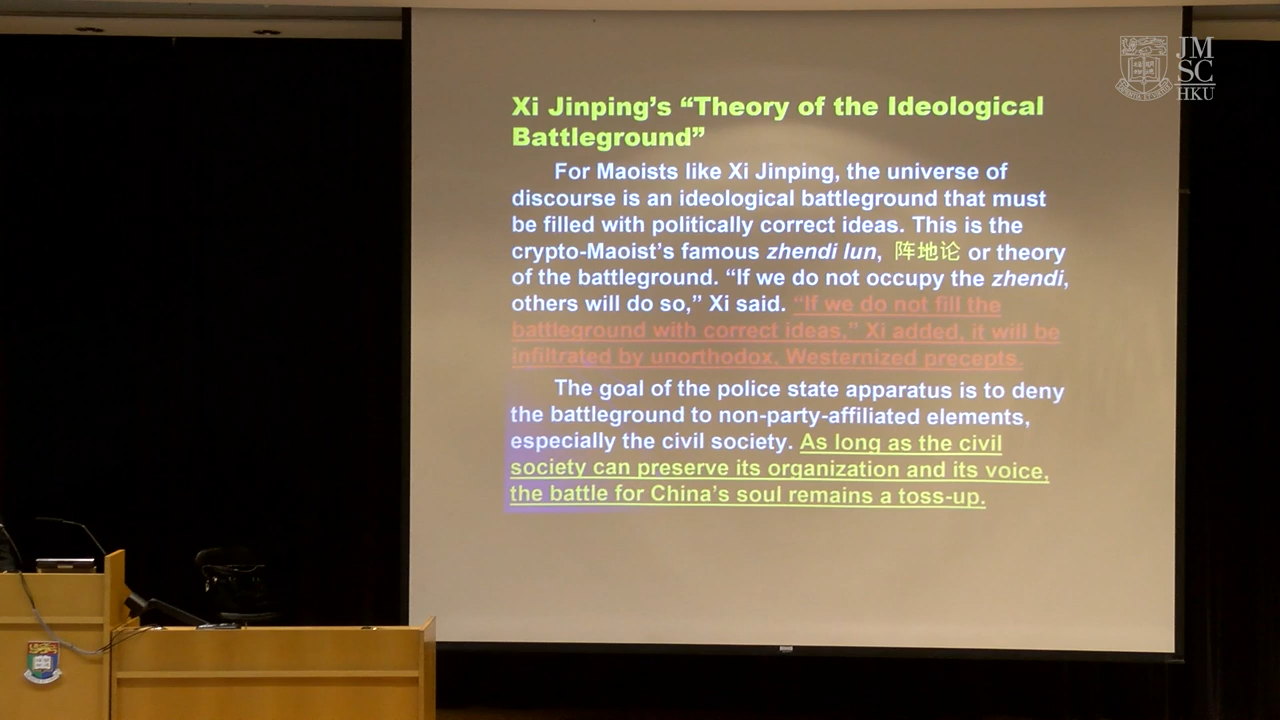 JM
SC
HKU
Xi Jinping’s “Theory of the Ideological
Battleground”
For Maoists like Xi Jinping, the universe of
discourse is an ideological battleground that must
be filled with politically correct ideas. This is the
crypto-Maoist’s famous zhendi lun, 阵地论 or theory
of the battleground. “If we do not occupy the zhendi,
others will do so,” Xi said. “If we do not fill the
battleground with correct ideas,” Xi added, it will be
infiltrated by unorthodox, Westernized precepts.
The goal of the police state apparatus is to deny
the battleground to non-party-affiliated elements,
especially the civil society. As long as the civil
society can preserve its organization and its voice,
the battle for China’s soul remains a toss-up.